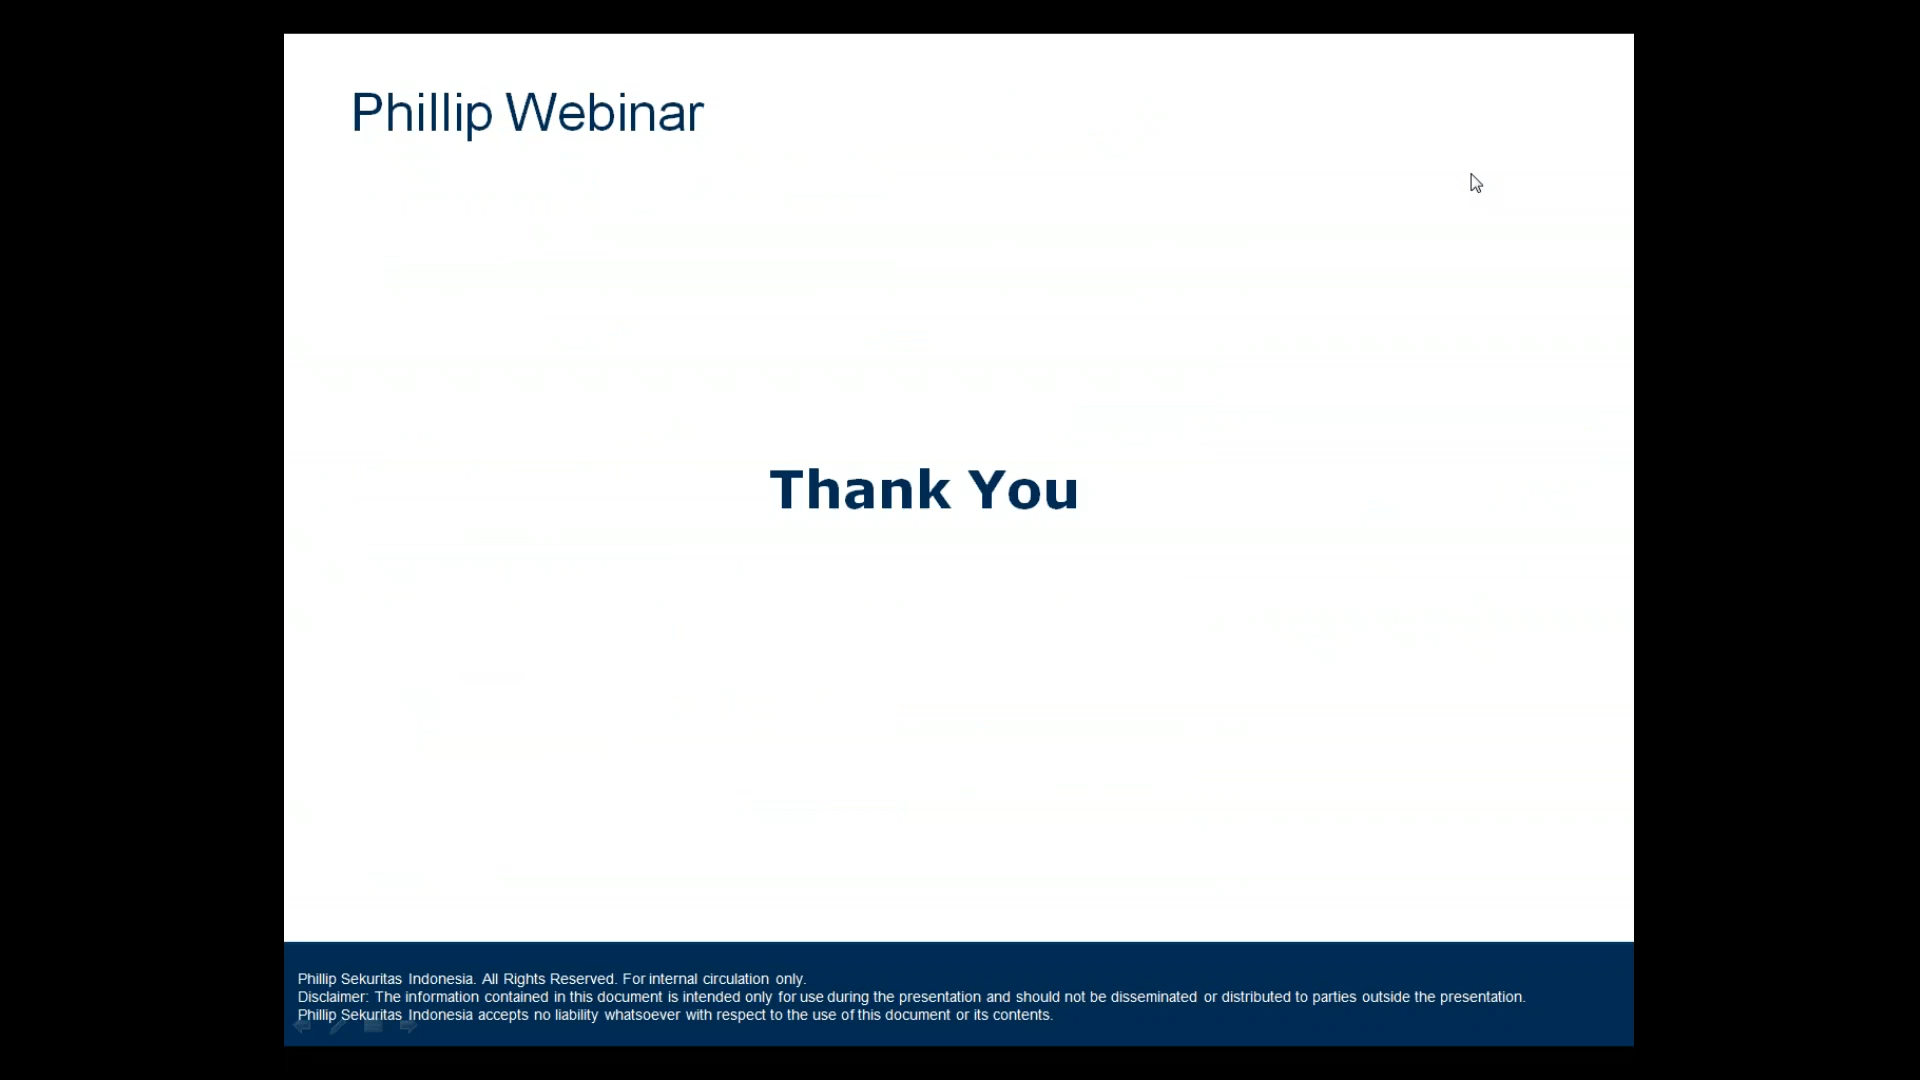 Phillip Webinar
Thank You
Phillip Sekuritas Indonesia. All Rights Reserved. For internal circulation only.
Disclaimer: The information contained in this document is intended only for use during the presentation and should not be disseminated or distributed to parties outside the presentation.
Phillip Sekuritas Indonesia accepts no liability whatsoever with respect to the use of this document or its contents.